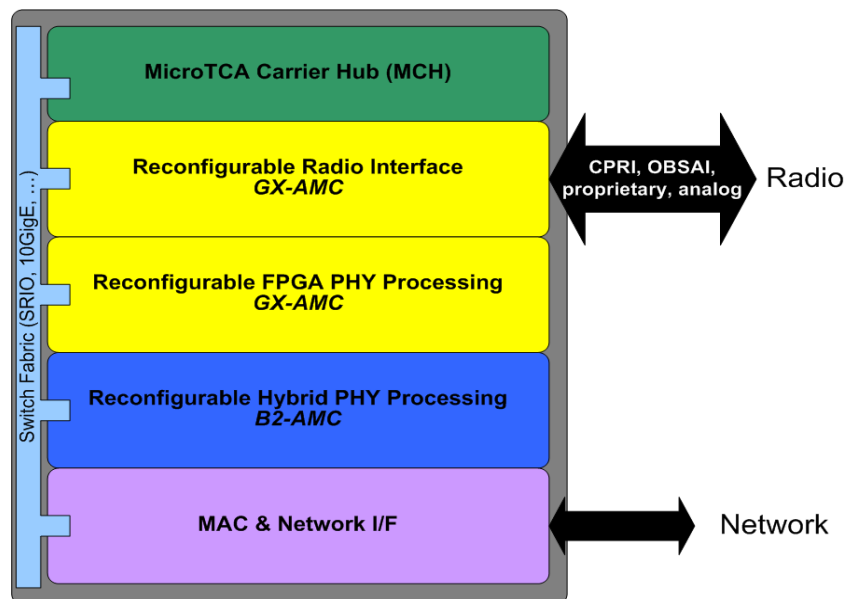 MicroTCA Carrier Hub (MCH)
Reconfigurable Radio Interface
GX-AMC
CPRI, OBSAI,
proprietary, analog
Radio
Reconfigurable FPGA PHY Processing
GX-AMC
Switch Fabric (SRIO, 10GigE, ...)
Reconfigurable Hybrid PHY Processing
B2-AMC
MAC & Network I/F
Network